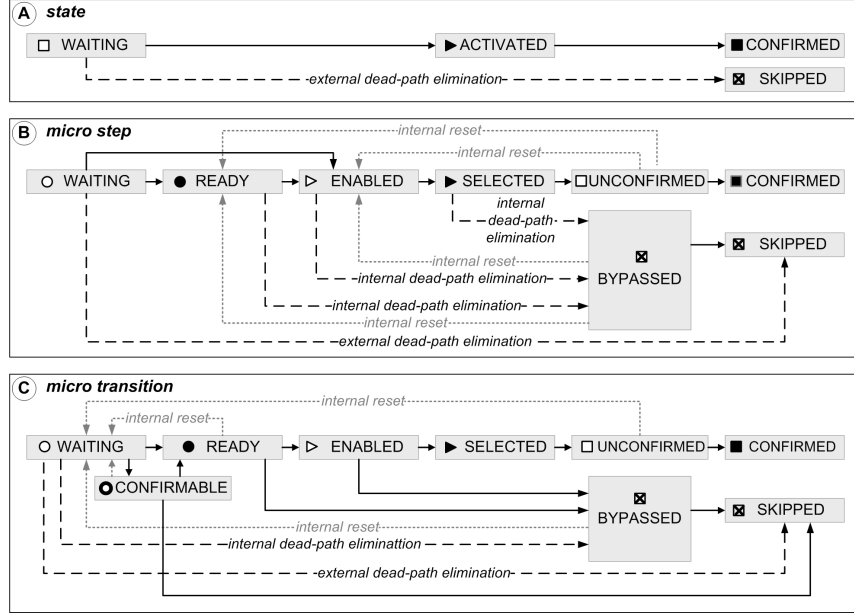 A state
WAITING ACTIVATED CONFIRMED
external dead-path elimination SKIPPED
B micro step
internal reset
internal reset
WAITING READY ENABLED SELECTED UNCONFIRMED CONFIRMED
internal
dead-path
elimination
SKIPPED
internal reset
BYPASSED
internal dead-path elimination
internal dead-path elimination
internal reset
external dead-path elimination
C micro transition
internal reset
internal reset
WAITING READY ENABLED SELECTED UNCONFIRMED CONFIRMED
CONFIRMABLE
BYPASSED SKIPPED
internal reset
internal dead-path eliminattion
external dead-path elimination